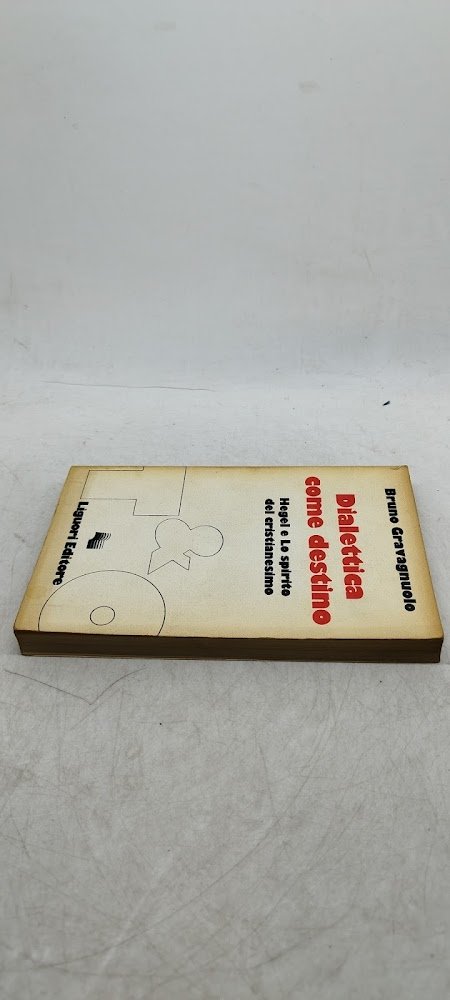 Bruno Gravagnuolo
Dialettica
come destino
Hegel e Lo spirito
del cristianesimo
Liguori Editore